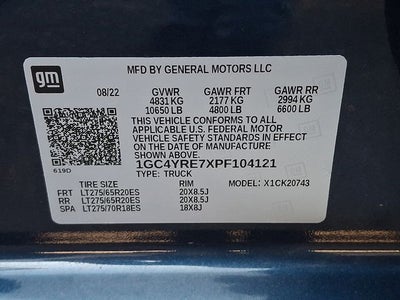 gm
MFD BY GENERAL MOTORS LLC
08/22 GVWR GAWR FRT GAWR RR
4831 KG 2177 KG 2994 KG
10650 LB 4800 LB 6600 LB
THIS VEHICLE CONFORMS TO ALL
APPLICABLE U.S. FEDERAL MOTOR
VEHICLE SAFETY STANDARDS IN EFFECT
ON THE DATE OF MANUFACTURE SHOWN ABOVE.
1GC4YRE7XPF104121
619D TYPE: TRUCK
TIRE SIZE RIM MODEL: X1CK20743
FRT LT275/65R20ES 20X8.5J
RR LT275/65R20ES 20X8.5J
SPA LT275/70R18ES 18X8J